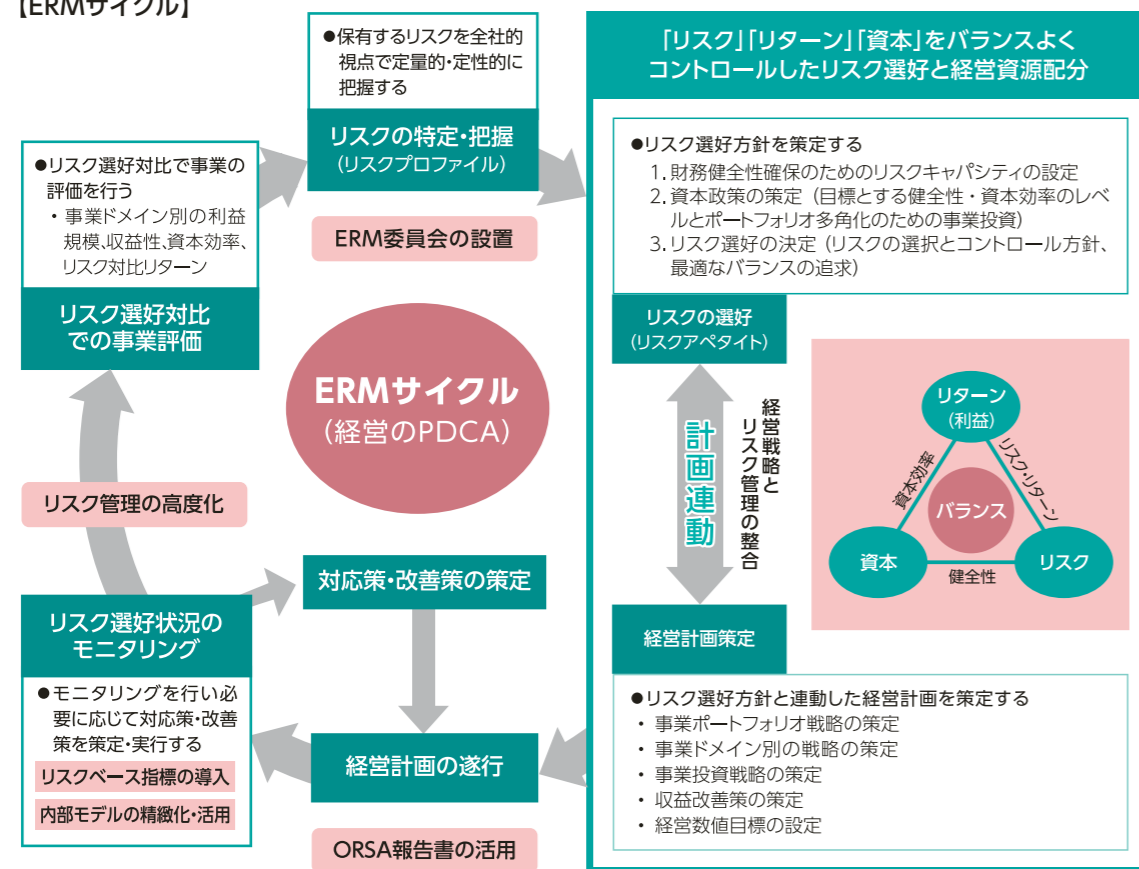 【ERMサイクル】
●保有するリスクを全社的
視点で定量的・定性的に
把握する
リスクの特定・把握
(リスクプロファイル)
ERM委員会の設置
●リスク選好対比で事業の
評価を行う
・事業ドメイン別の利益
規模、収益性、資本効率、
リスク対比リターン
リスク選好対比
での事業評価
ERMサイクル
(経営のPDCA)
リスク管理の高度化
対応策・改善策の策定
リスク選好状況の
モニタリング
●モニタリングを行い必
要に応じて対応策・改善
策を策定・実行する
リスクベース指標の導入
内部モデルの精緻化・活用
経営計画の遂行
ORSA報告書の活用
「リスク」「リターン」「資本」をバランスよく
コントロールしたリスク選好と経営資源配分
●リスク選好方針を策定する
1. 財務健全性確保のためのリスクキャパシティの設定
2. 資本政策の策定（目標とする健全性・資本効率のレベ
ルとポートフォリオ多角化のための事業投資）
3. リスク選好の決定（リスクの選択とコントロール方針、
最適なバランスの追求）
リスクの選好
(リスクアペタイト)
計画連動
経営戦略と
リスク管理の整合
リターン
(利益)
資本効率
リスク・リターン
バランス
資本
健全性
リスク
経営計画策定
●リスク選好方針と連動した経営計画を策定する
・事業ポートフォリオ戦略の策定
・事業ドメイン別の戦略の策定
・事業投資戦略の策定
・収益改善策の策定
・経営数値目標の設定